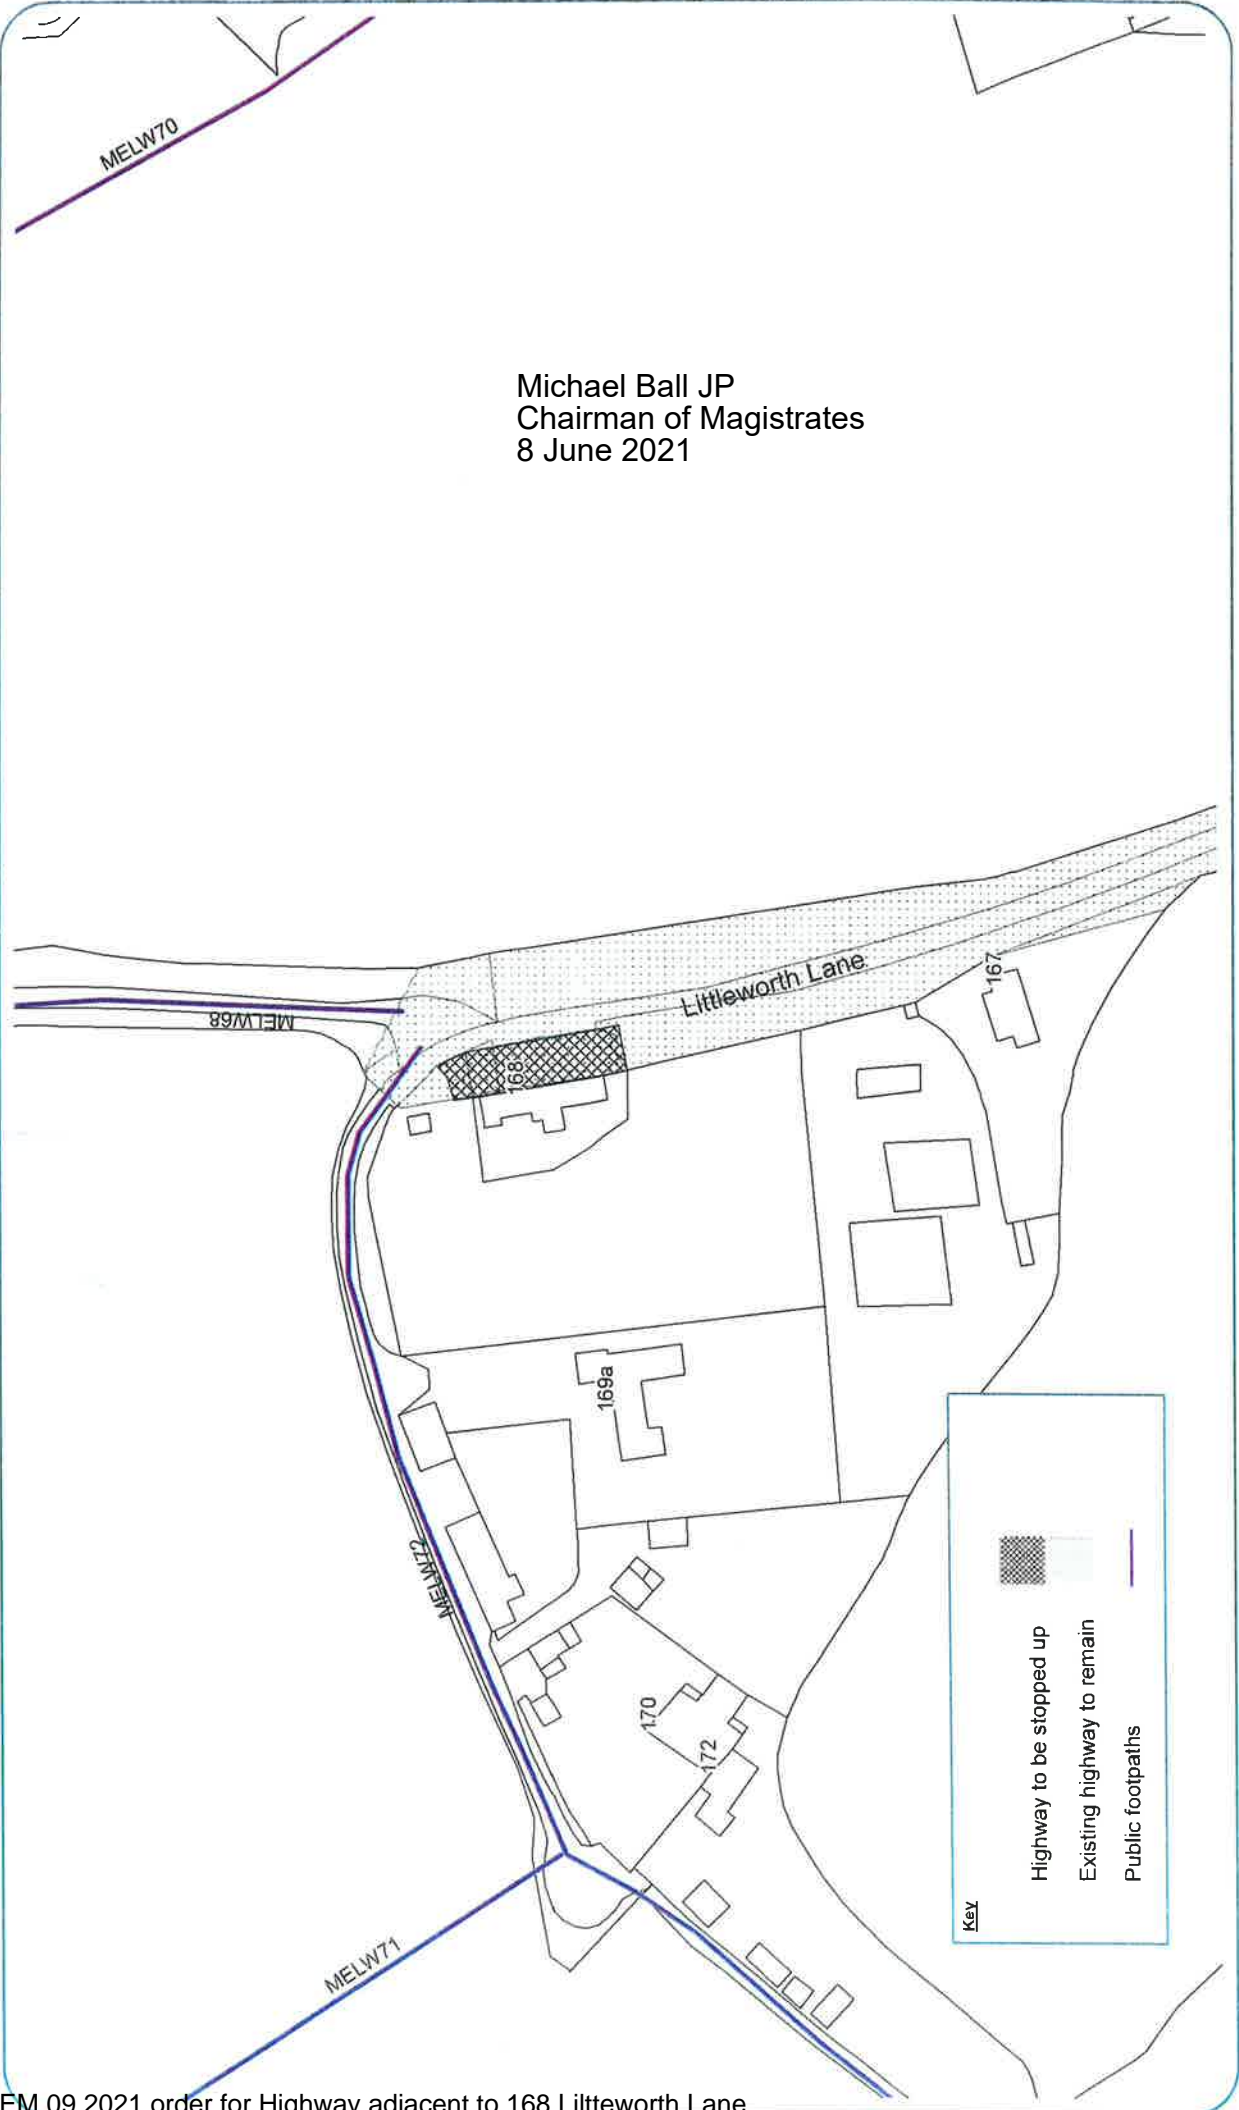 MELW70
Michael Ball JP
Chairman of Magistrates
8 June 2021
MELW68
Littleworth Lane
167
168
169a
MELW72
170
172
MELW71
Key
Highway to be stopped up
Existing highway to remain
Public footpaths
EM 09 2021 order for Highway adjacent to 168 Liltteworth Lane